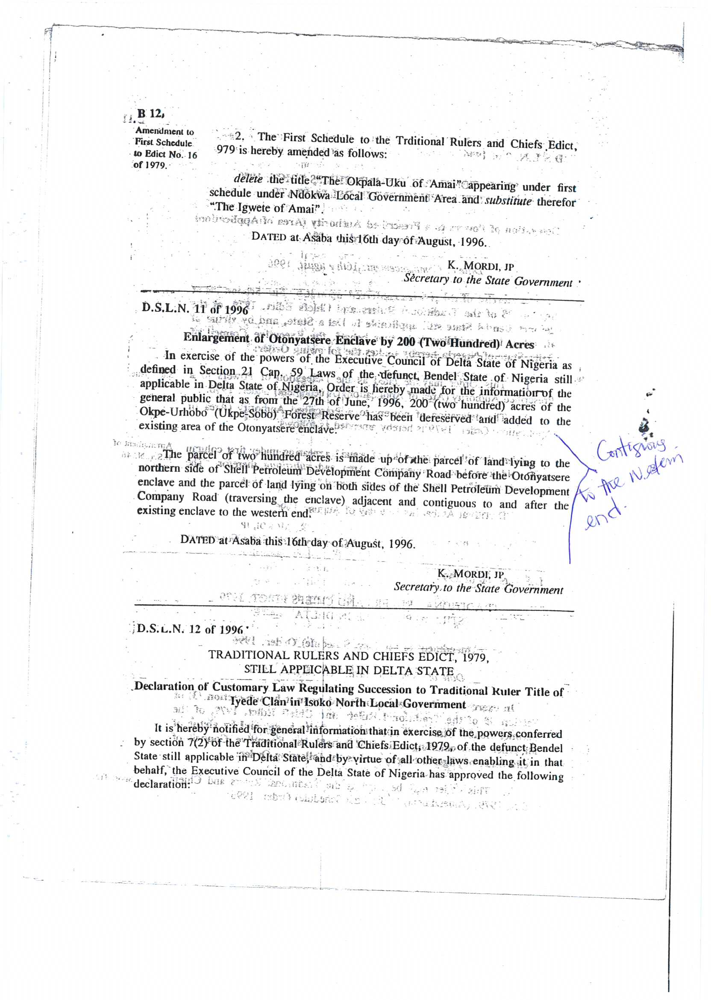 B 12,
Amendment to
First Schedule
to Edict No. 16
of 1979.
2. The First Schedule to the Trditional Rulers and Chiefs Edict,
979 is hereby amended as follows:
delete the title “The Okpala-Uku of Amai” appearing under first
schedule under Ndokwa Local Government Area and substitute therefor
“The Igwete of Amai”.
DATED at Asaba this 16th day of August, 1996.
K. MORDI, JP
Secretary to the State Government
D.S.L.N. 11 of 1996
Enlargement of Otonyatsere Enclave by 200 (Two Hundred) Acres
In exercise of the powers of the Executive Council of Delta State of Nigeria as
defined in Section 21 Cap. 59 Laws of the defunct Bendel State of Nigeria still
applicable in Delta State of Nigeria, Order is hereby made for the information of the
general public that as from the 27th of June, 1996, 200 (two hundred) acres of the
Okpe-Urhobo (Ukpe-Sobo) Forest Reserve has been dereserved and added to the
existing area of the Otonyatsere enclave.
The parcel of two hundred acres is made up of the parcel of land lying to the
northern side of Shell Petroleum Development Company Road before the Otonyatsere
enclave and the parcel of land lying on both sides of the Shell Petroleum Development
Company Road (traversing the enclave) adjacent and contiguous to and after the
existing enclave to the western end.
Contigious
to the Western
end.
DATED at Asaba this 16th day of August, 1996.
K. MORDI, JP
Secretary to the State Government
D.S.L.N. 12 of 1996
TRADITIONAL RULERS AND CHIEFS EDICT, 1979,
STILL APPLICABLE IN DELTA STATE
Declaration of Customary Law Regulating Succession to Traditional Ruler Title of
Iyede Clan in Isoko North Local Government
It is hereby notified for general information that in exercise of the powers conferred
by section 7(2) of the Traditional Rulers and Chiefs Edict, 1979, of the defunct Bendel
State still applicable in Delta State, and by virtue of all other laws enabling it in that
behalf, the Executive Council of the Delta State of Nigeria has approved the following
declaration: